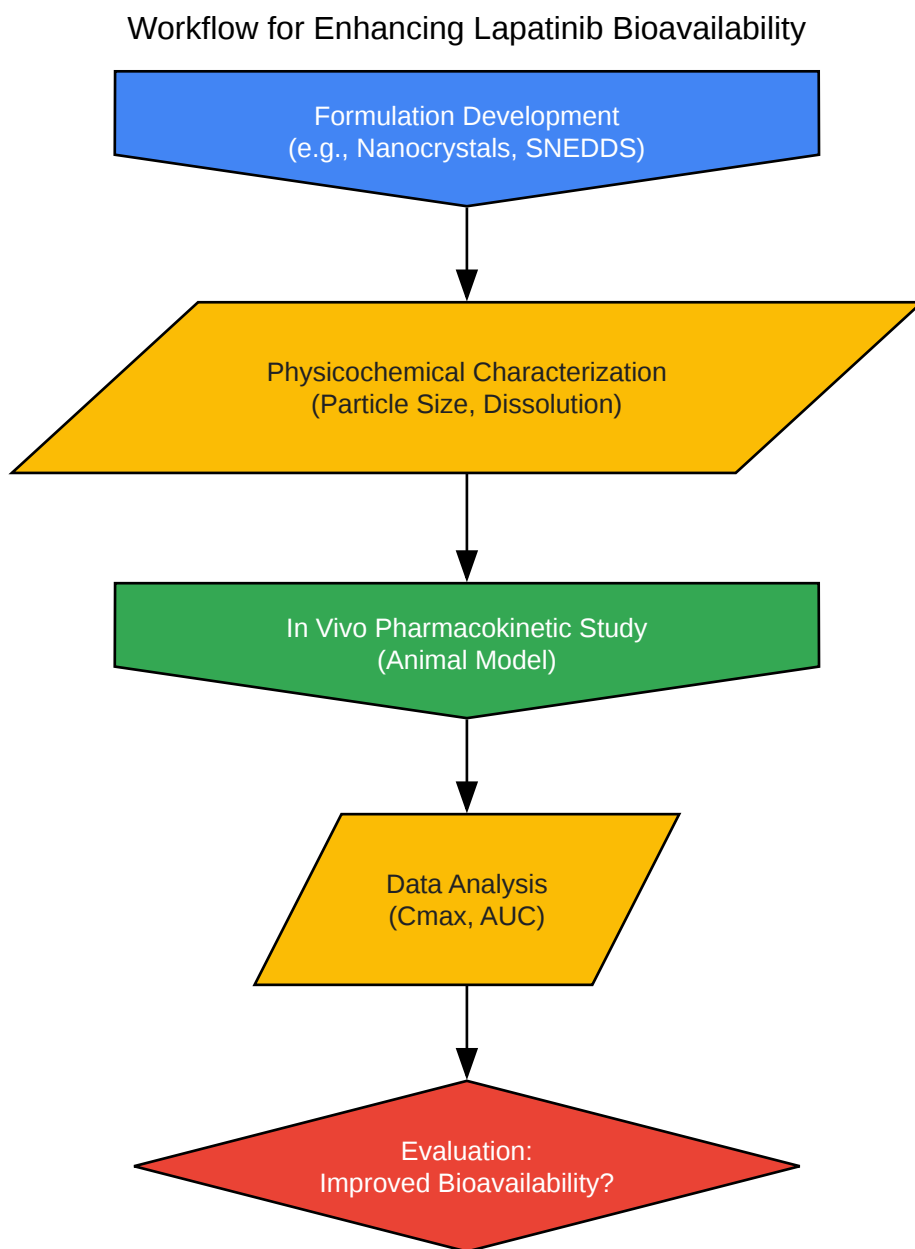 Workflow for Enhancing Lapatinib Bioavailability
Formulation Development
(e.g., Nanocrystals, SNEDDS)
Physicochemical Characterization
(Particle Size, Dissolution)
In Vivo Pharmacokinetic Study
(Animal Model)
Data Analysis
(Cmax, AUC)
Evaluation:
Improved Bioavailability?